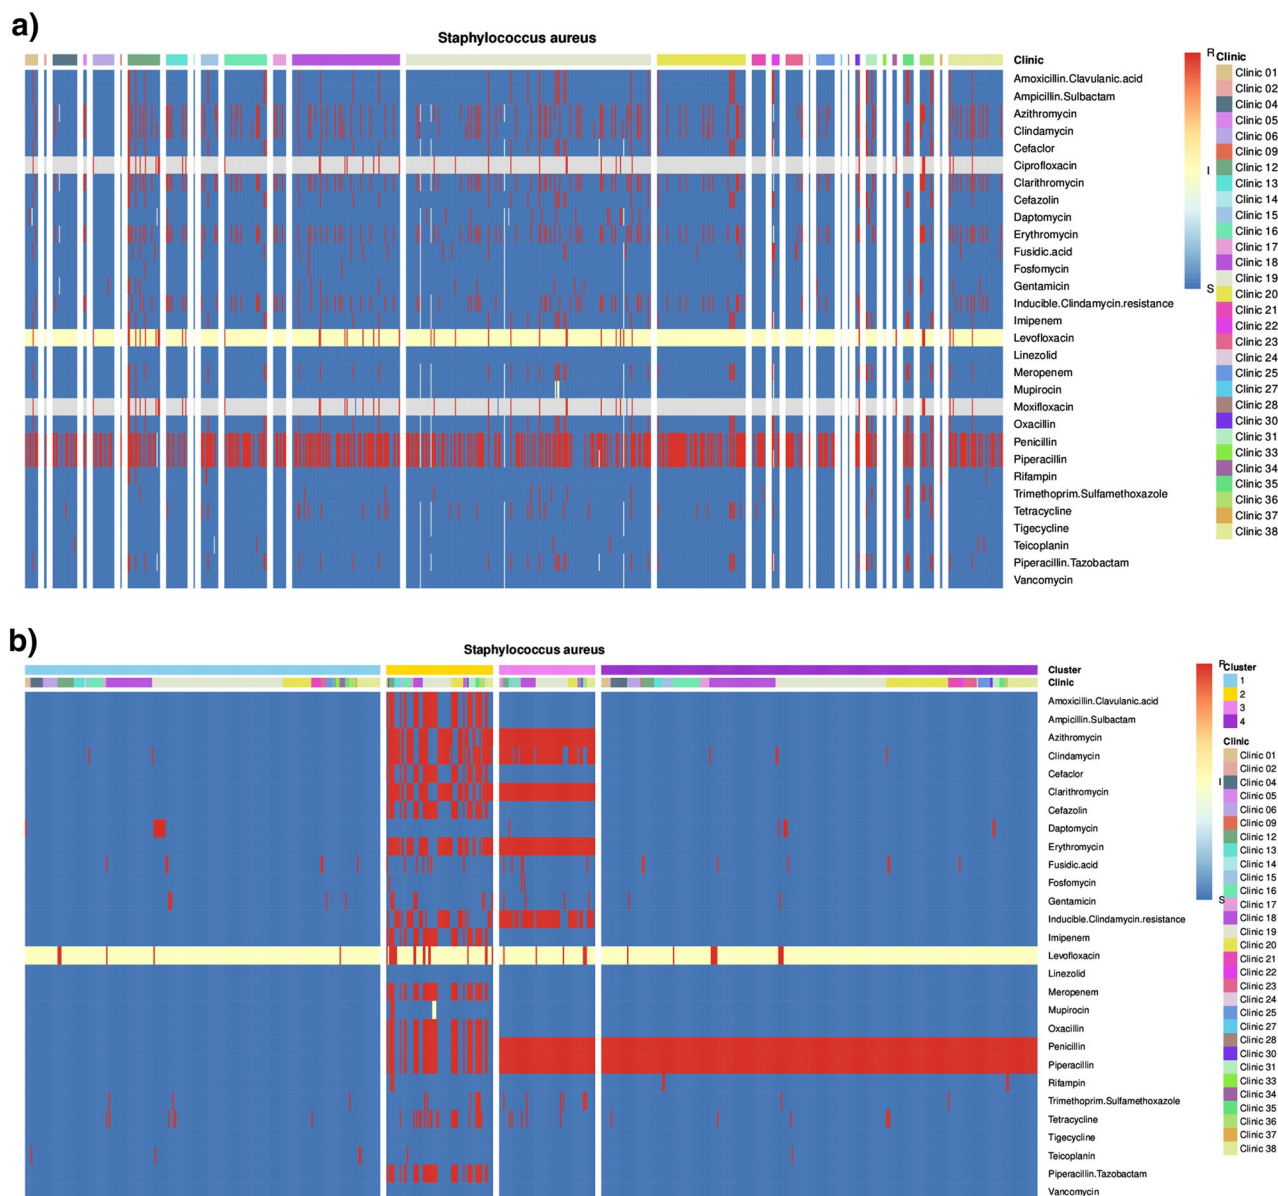 a)
Staphylococcus aureus
Clinic
Amoxicillin.Clavulanic.acid
Ampicillin.Sulbactam
Azithromycin
Clindamycin
Cefaclor
Ciprofloxacin
Clarithromycin
Cefazolin
Daptomycin
Erythromycin
Fusidic.acid
Fosfomycin
Gentamicin
Inducible.Clindamycin.resistance
Imipenem
Levofloxacin
Linezolid
Meropenem
Mupirocin
Moxifloxacin
Oxacillin
Penicillin
Piperacillin
Rifampin
Trimethoprim.Sulfamethoxazole
Tetracycline
Tigecycline
Teicoplanin
Piperacillin.Tazobactam
Vancomycin
R
I
S
Clinic
Clinic 01
Clinic 02
Clinic 04
Clinic 05
Clinic 06
Clinic 09
Clinic 12
Clinic 13
Clinic 14
Clinic 15
Clinic 16
Clinic 17
Clinic 18
Clinic 19
Clinic 20
Clinic 21
Clinic 22
Clinic 23
Clinic 24
Clinic 25
Clinic 27
Clinic 28
Clinic 30
Clinic 31
Clinic 33
Clinic 34
Clinic 35
Clinic 36
Clinic 37
Clinic 38
b)
Staphylococcus aureus
Cluster
Clinic
Amoxicillin.Clavulanic.acid
Ampicillin.Sulbactam
Azithromycin
Clindamycin
Cefaclor
Clarithromycin
Cefazolin
Daptomycin
Erythromycin
Fusidic.acid
Fosfomycin
Gentamicin
Inducible.Clindamycin.resistance
Imipenem
Levofloxacin
Linezolid
Meropenem
Mupirocin
Oxacillin
Penicillin
Piperacillin
Rifampin
Trimethoprim.Sulfamethoxazole
Tetracycline
Tigecycline
Teicoplanin
Piperacillin.Tazobactam
Vancomycin
R
I
S
Cluster
1
2
3
4
Clinic
Clinic 01
Clinic 02
Clinic 04
Clinic 05
Clinic 06
Clinic 09
Clinic 12
Clinic 13
Clinic 14
Clinic 15
Clinic 16
Clinic 17
Clinic 18
Clinic 19
Clinic 20
Clinic 21
Clinic 22
Clinic 23
Clinic 24
Clinic 25
Clinic 27
Clinic 28
Clinic 30
Clinic 31
Clinic 33
Clinic 34
Clinic 35
Clinic 36
Clinic 37
Clinic 38